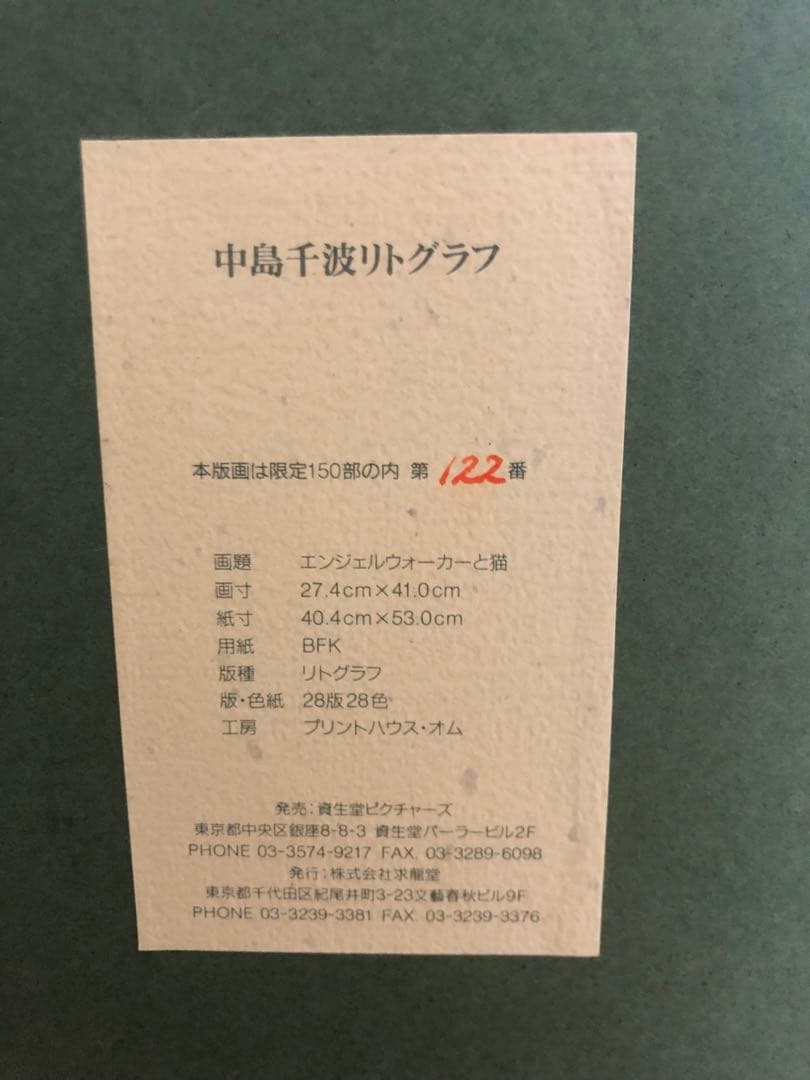 中島千波リトグラフ
本版画は限定150部の内 第 122 番
画題 エンジェルウォーカーと猫
画寸 27.4cm×41.0cm
紙寸 40.4cm×53.0cm
用紙 BFK
版種 リトグラフ
版・色紙 28版28色
工房 プリントハウス・オム
発売:資生堂ピクチャーズ
東京都中央区銀座8-8-3 資生堂パーラービル2F
PHONE 03-3574-9217 FAX. 03-3289-6098
発行:株式会社求龍堂
東京都千代田区紀尾井町3-23文藝春秋ビル9F
PHONE 03-3239-3381 FAX 03-3239-3376